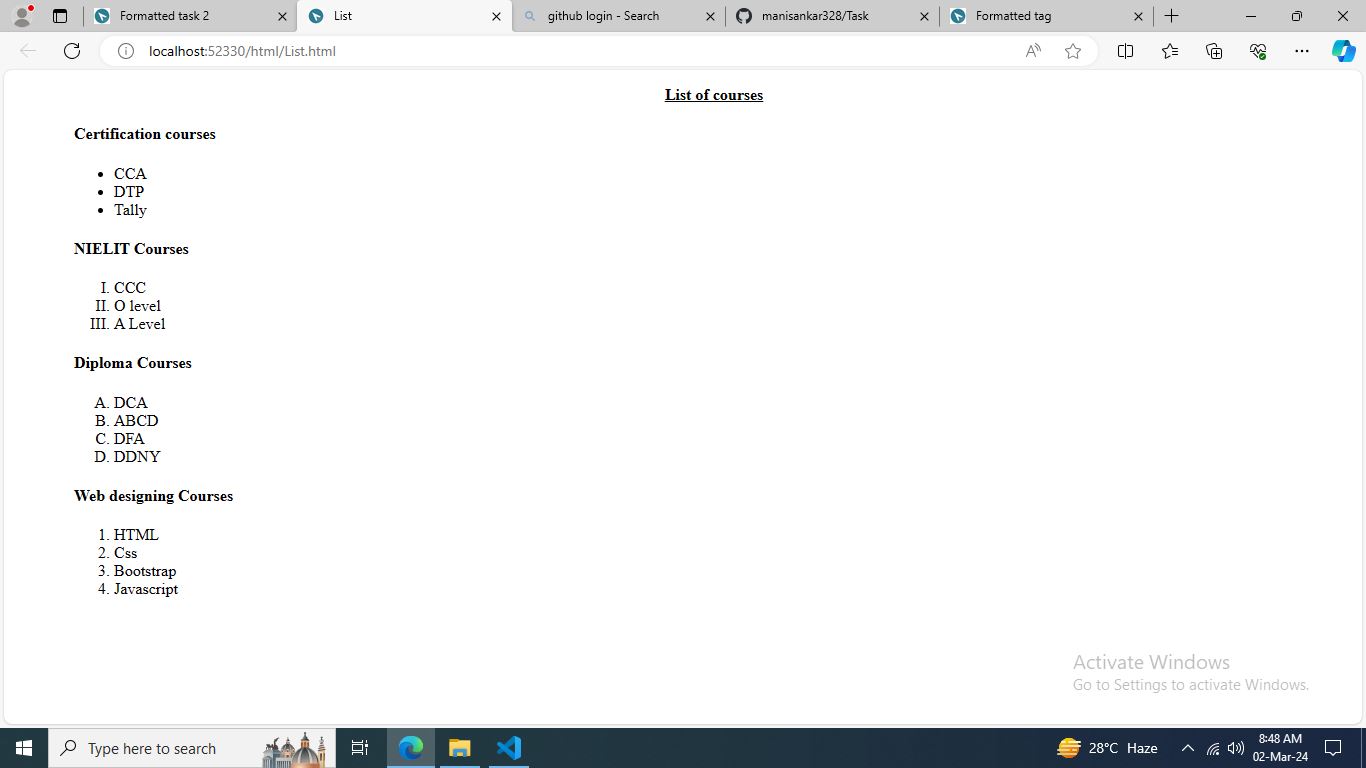 Formatted task 2
List
github login - Search
manisankar328/Task
Formatted tag
localhost:52330/html/List.html
List of courses
Certification courses
• CCA
• DTP
• Tally
NIELIT Courses
I. CCC
II. O level
III. A Level
Diploma Courses
A. DCA
B. ABCD
C. DFA
D. DDNY
Web designing Courses
1. HTML
2. Css
3. Bootstrap
4. Javascript
Activate Windows
Go to Settings to activate Windows.
Type here to search
28°C Haze
8:48 AM
02-Mar-24